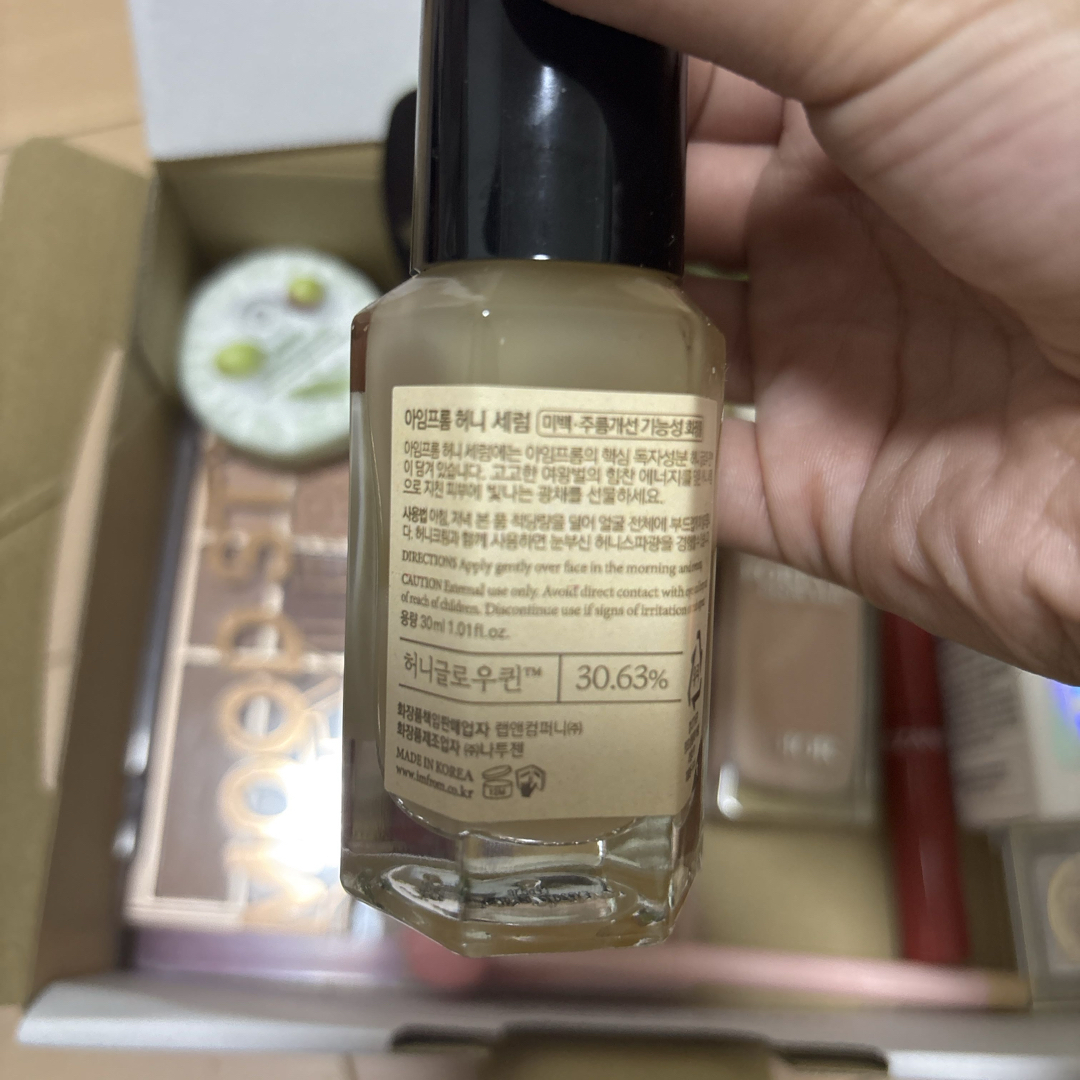 아임프롬 허니 세럼 미백·주름개선 기능성 화
아임프롬 허니 세럼에는 아임프롬의 핵심 독자성분
이 담겨 있습니다. 고고한 여왕벌의 힘찬 에너지를
으로 지친 피부에 빛나는 광채를 선물하세요.
사용법 아침, 저녁 본 품 적당량을 덜어 얼굴 전체에
다. 허니크림과 함께 사용하면 눈부신 허니스파광을
DIRECTIONS Apply gently over face in the morning and
CAUTION External use only. Avoid direct contact with
of reach of children. Discontinue use if signs of irritation
용량 30ml 1.01fl.oz.
허니글로우퀸™ 30.63%
화장품책임판매업자 랩앤컴퍼니㈜
화장품제조업자 ㈜나투젠
MADE IN KOREA
www.imfrom.co.kr
12M
MOOD ST